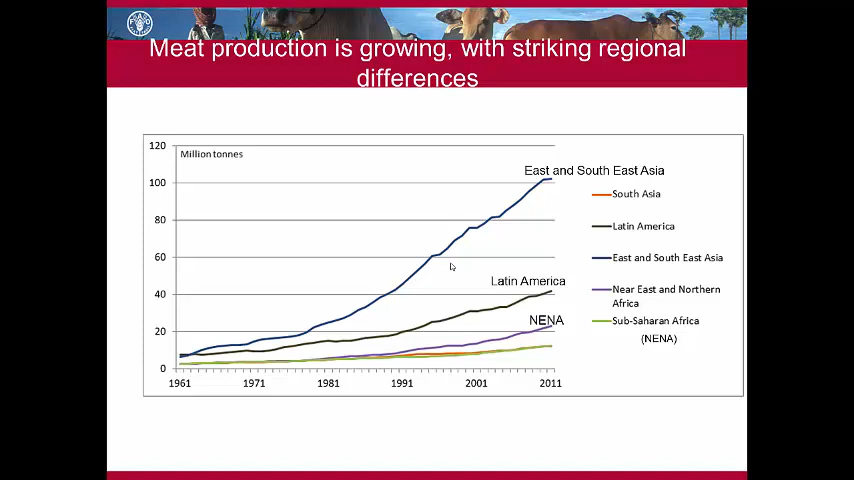 Meat production is growing, with striking regional
differences
Million tonnes
120
100
80
60
40
20
0
1961
1971
1981
1991
2001
2011
East and South East Asia
Latin America
NENA
South Asia
Latin America
East and South East Asia
Near East and Northern
Africa
Sub-Saharan Africa
(NENA)